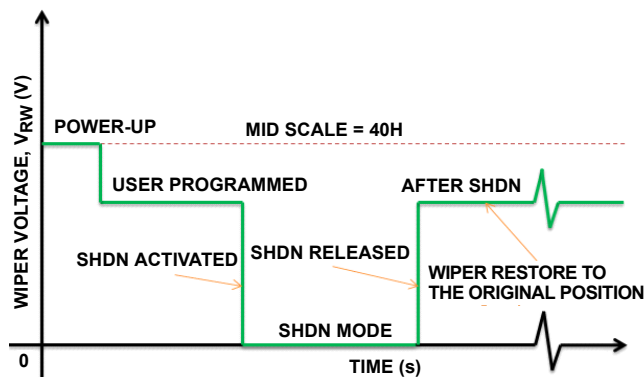 WIPER VOLTAGE, VRW (V)
POWER-UP
MID SCALE = 40H
USER PROGRAMMED
AFTER SHDN
SHDN ACTIVATED
SHDN RELEASED
WIPER RESTORE TO
THE ORIGINAL POSITION
SHDN MODE
0
TIME (s)